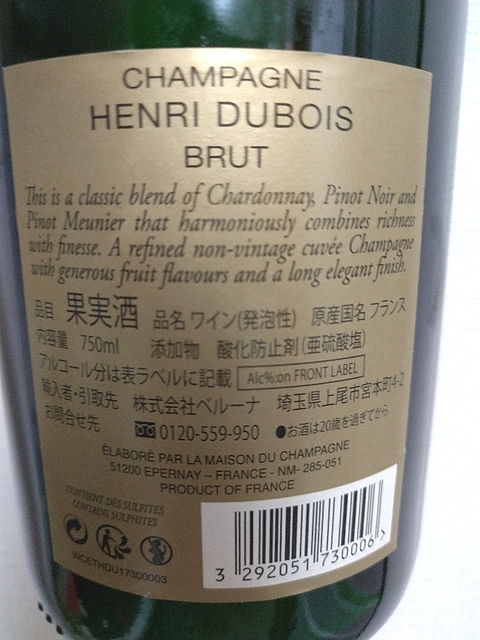 CHAMPAGNE
HENRI DUBOIS
BRUT
This is a classic blend of Chardonnay, Pinot Noir and
Pinot Meunier that harmoniously combines richness
with finesse. A refined non-vintage cuvée Champagne
with generous fruit flavours and a long elegant finish.
品目 果実酒 品名 ワイン(発泡性) 原産国名 フランス
内容量 750ml 添加物 酸化防止剤(亜硫酸塩)
アルコール分は表ラベルに記載 Alc%:on FRONT LABEL
輸入者・引取先 株式会社ベルーナ 埼玉県上尾市宮本町4-2
お問合せ先 0120-559-950 ●お酒は20歳を過ぎてから
ÉLABORÉ PAR LA MAISON DU CHAMPAGNE
51200 EPERNAY – FRANCE - NM- 285-051
PRODUCT OF FRANCE
CONTIENT DES SULFITES
CONTAINS SULPHITES
WCETHDU17300003
3 292051 730006 >